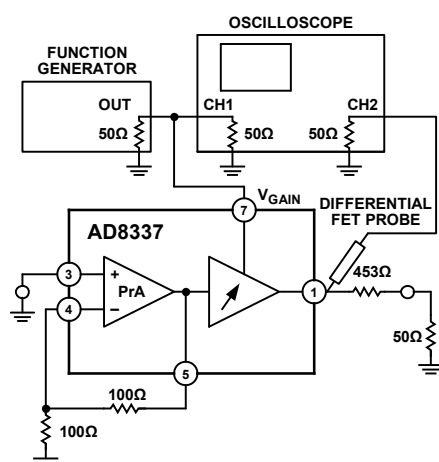 OSCILLOSCOPE
FUNCTION
GENERATOR
OUT
CH1
CH2
50Ω
50Ω
50Ω
VGAIN
DIFFERENTIAL
FET PROBE
7
AD8337
3
+
PrA
4
–
1
453Ω
50Ω
5
100Ω
100Ω